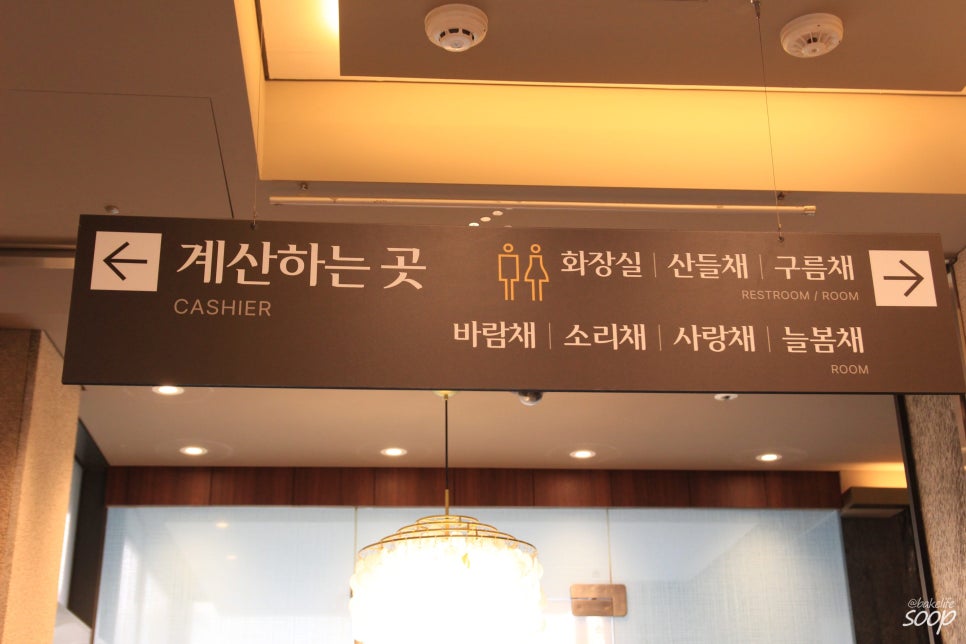 계산하는 곳
CASHIER
화장실 | 산들채 | 구름채
RESTROOM / ROOM
바람채 | 소리채 | 사랑채 | 늘봄채
ROOM
@bakelife
soop